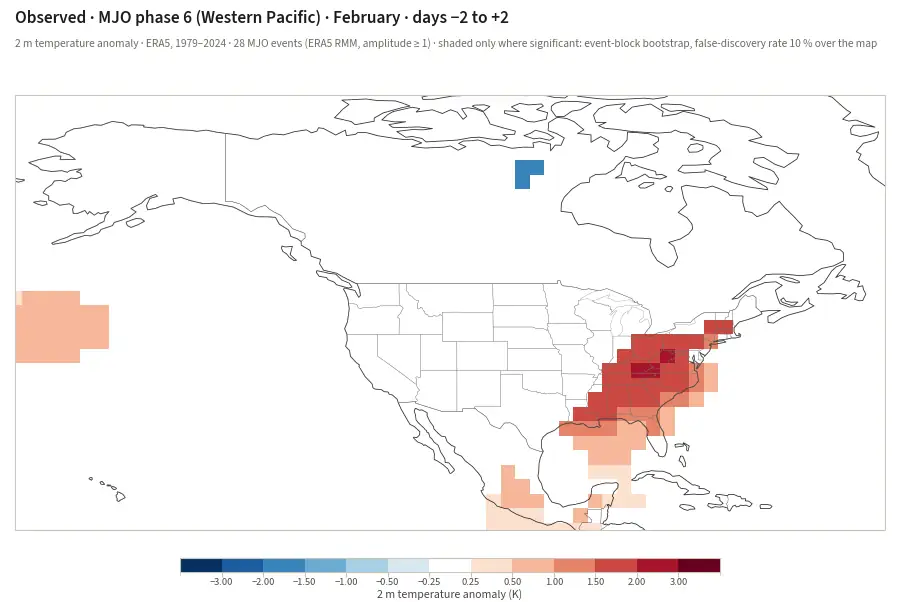 Observed · MJO phase 6 (Western Pacific) · February · days −2 to +2
2 m temperature anomaly · ERA5, 1979–2024 · 28 MJO events (ERA5 RMM, amplitude ≥ 1) · shaded only where significant: event-block bootstrap, false-discovery rate 10 % over the map
−3.00 −2.00 −1.50 −1.00 −0.50 −0.25 0.25 0.50 1.00 1.50 2.00 3.00
2 m temperature anomaly (K)